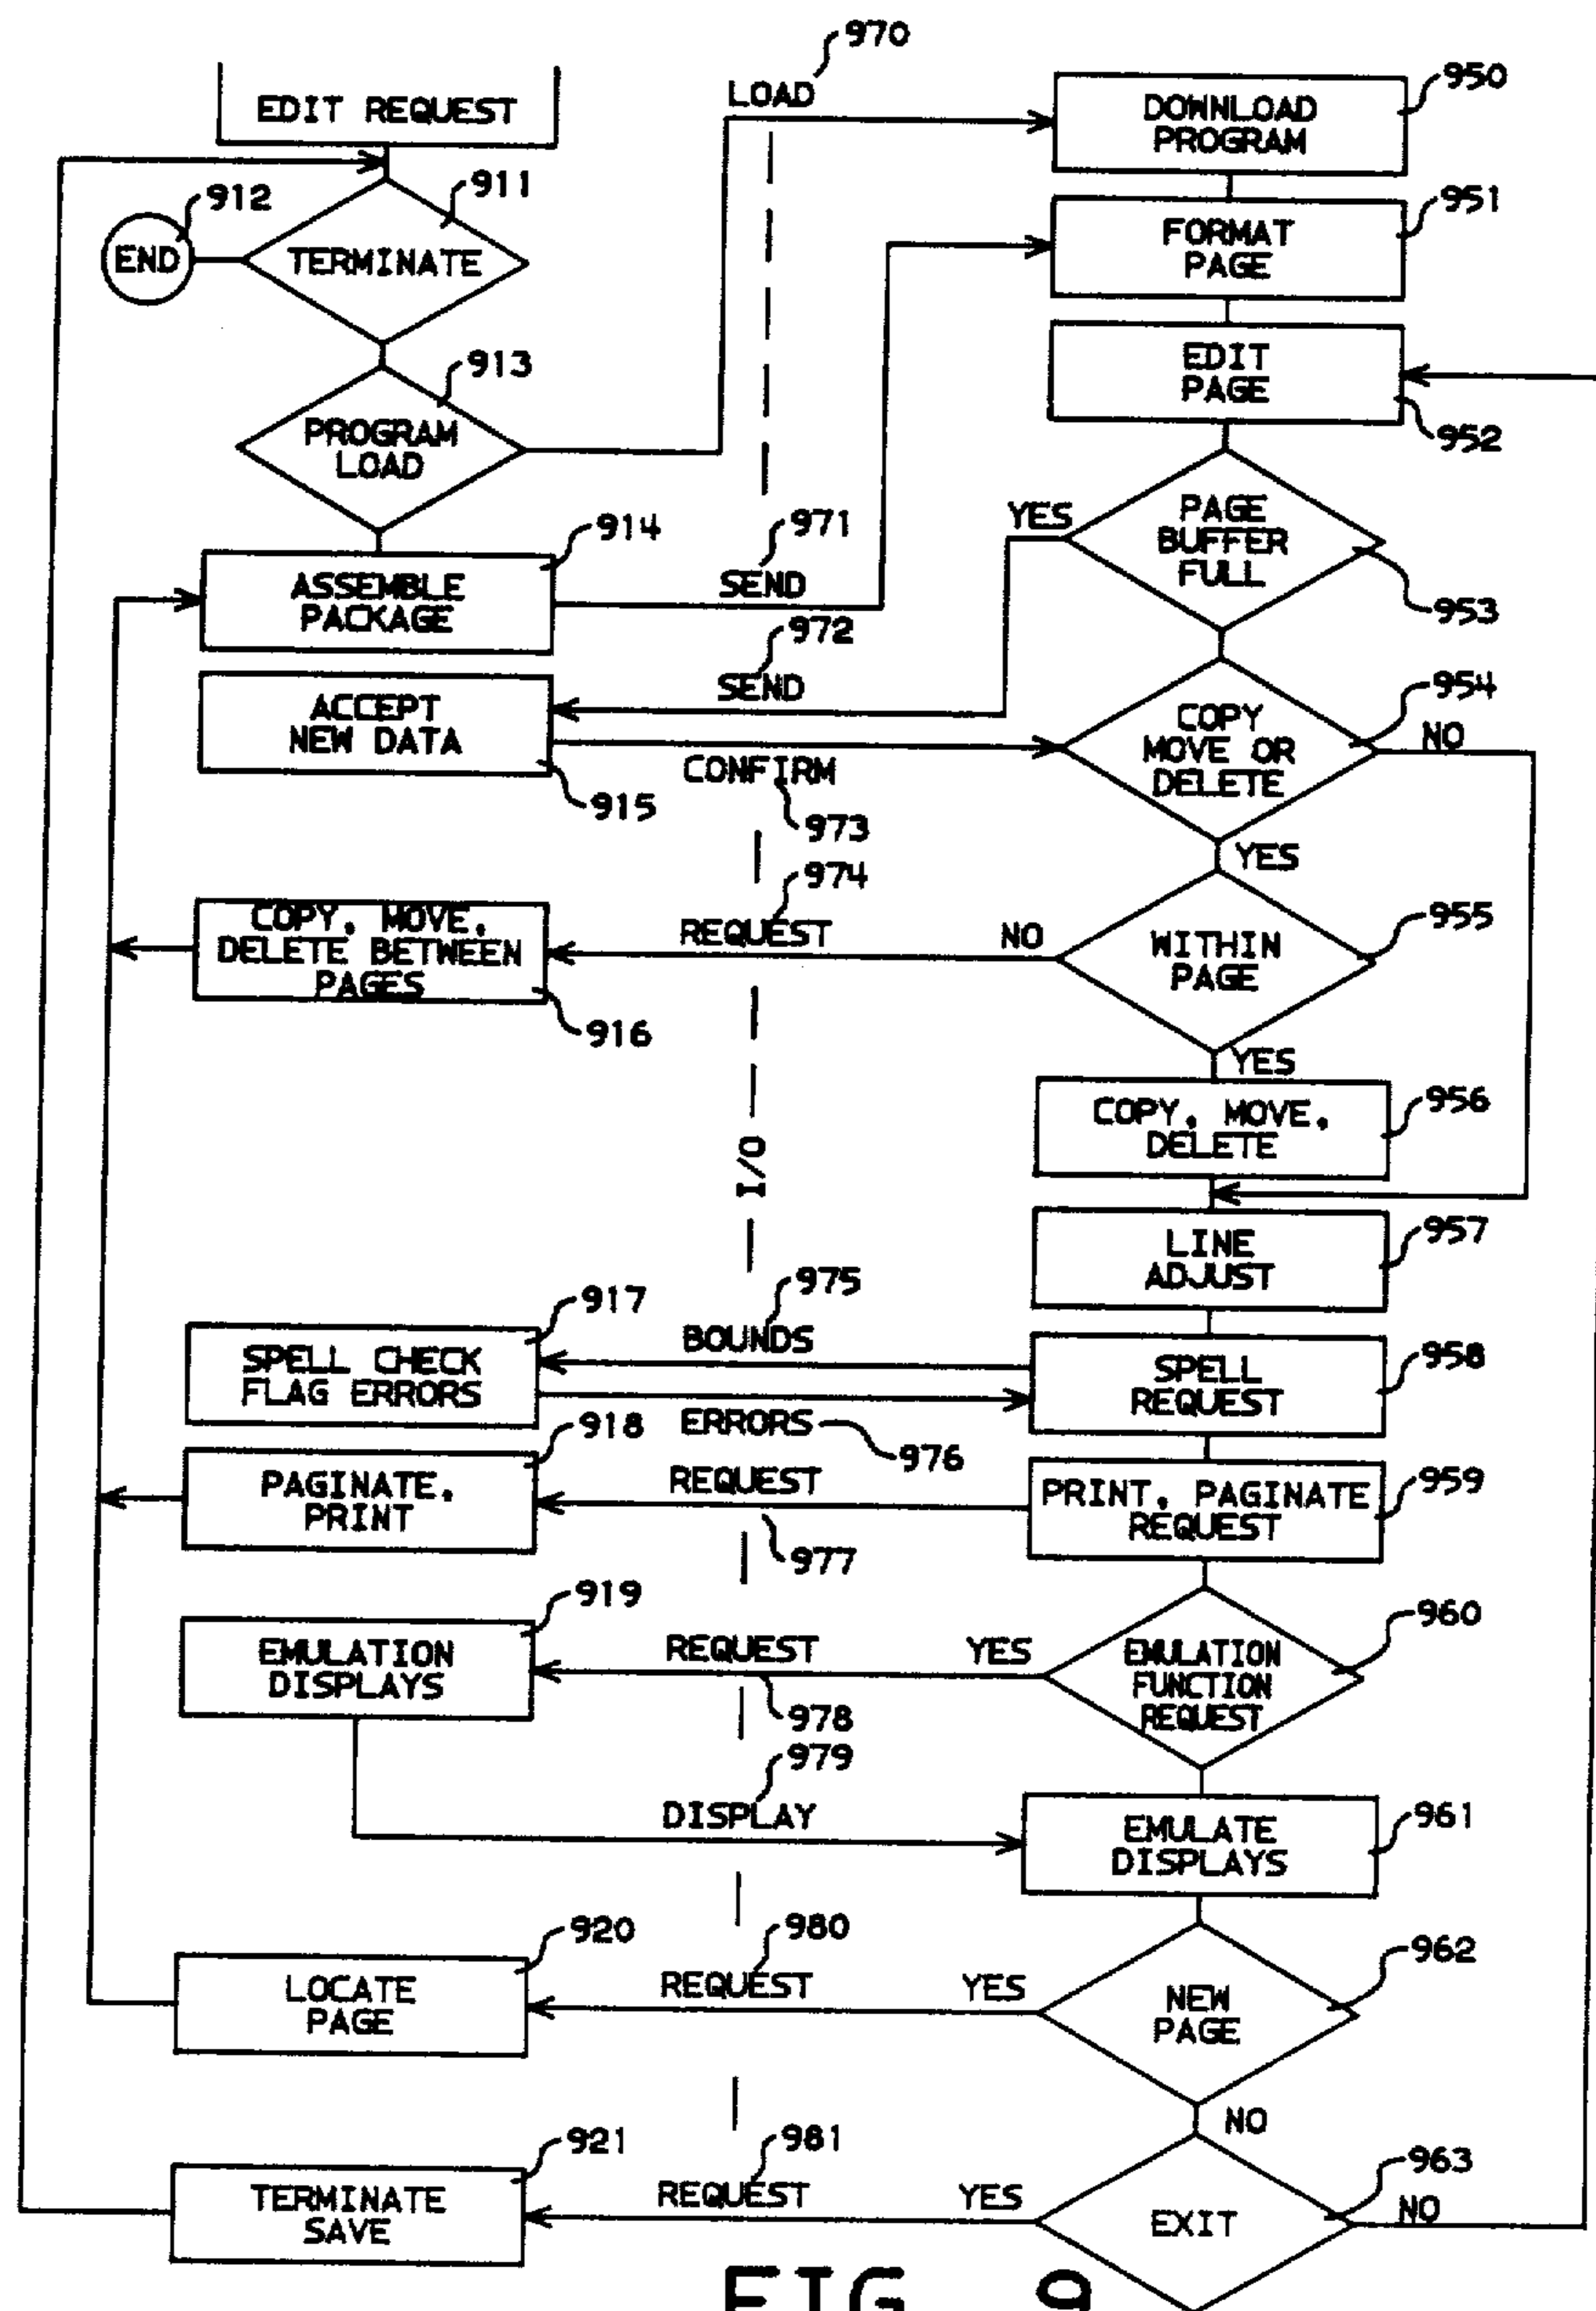 970
LOAD
950
EDIT REQUEST
DOWNLOAD
PROGRAM
911
912
951
END
TERMINATE
FORMAT
PAGE
913
EDIT
PAGE
PROGRAM
LOAD
952
914
971
YES
PAGE
BUFFER
FULL
ASSEMBLE
PACKAGE
SEND
953
972
SEND
954
ACCEPT
NEW DATA
COPY
MOVE OR
DELETE
NO
CONFIRM
915
973
YES
974
955
COPY, MOVE,
DELETE BETWEEN
PAGES
REQUEST
NO
WITHIN
PAGE
916
YES
956
COPY, MOVE,
DELETE
I/O
957
LINE
ADJUST
917
975
BOUNDS
958
SPELL CHECK
FLAG ERRORS
SPELL
REQUEST
918
ERRORS
976
REQUEST
959
PAGINATE,
PRINT
PRINT, PAGINATE
REQUEST
977
919
960
EMULATION
DISPLAYS
REQUEST
YES
EMULATION
FUNCTION
REQUEST
978
979
DISPLAY
961
EMULATE
DISPLAYS
920
980
962
LOCATE
PAGE
REQUEST
YES
NEW
PAGE
NO
921
981
963
TERMINATE
SAVE
REQUEST
YES
EXIT
NO
FIG. 9